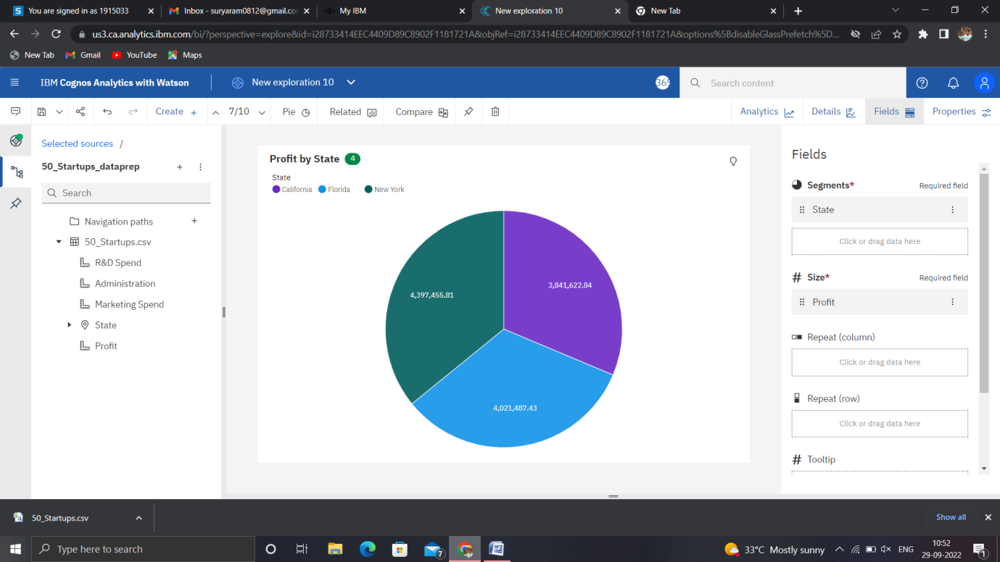 You are signed in as 1915033
Inbox - suryaram0812@gmail.co
My IBM
New exploration 10
New Tab
us3.ca.analytics.ibm.com/bi/?perspective=explore&id=i28733414EEC4409D89C8902F1181721A&objRef=i28733414EEC4409D89C8902F1181721A&options%5BdisableGlassPrefetch%5D...
New Tab Gmail YouTube Maps
IBM Cognos Analytics with Watson
New exploration 10
365
Search content
Create + 7/10 Pie Related Compare
Analytics Details Fields Properties
Selected sources /
50_Startups_dataprep
Search
Navigation paths
50_Startups.csv
R&D Spend
Administration
Marketing Spend
State
Profit
Profit by State 4
State
California Florida New York
4,397,455.81
3,841,622.84
4,021,487.43
Fields
Segments* Required field
State
Click or drag data here
# Size* Required field
Profit
Repeat (column)
Click or drag data here
Repeat (row)
Click or drag data here
# Tooltip
50_Startups.csv
Show all
Type here to search
7
33°C Mostly sunny
ENG
10:52
29-09-2022
1